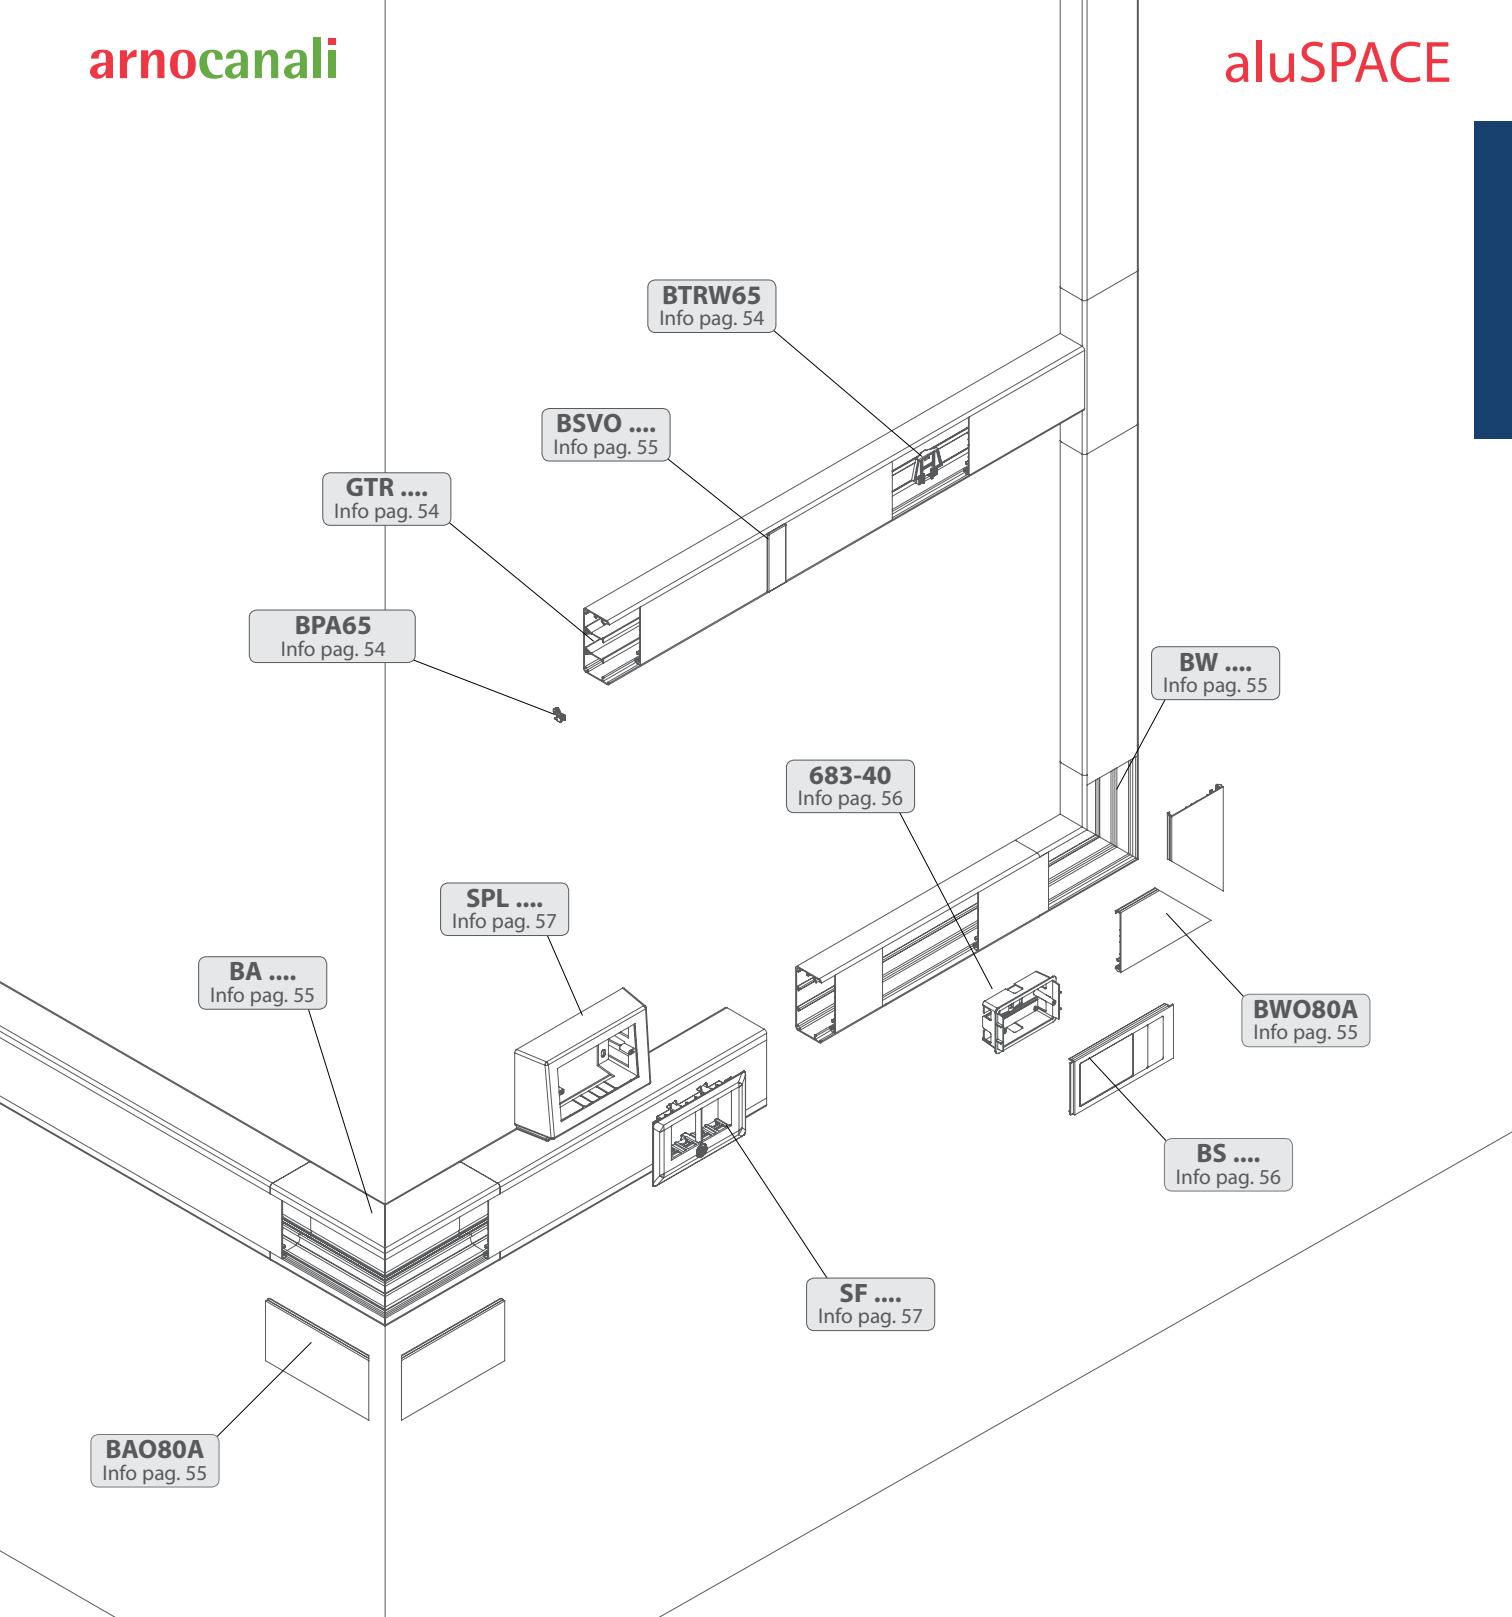 arnocanali
aluSPACE
BTRW65
Info pag. 54
BSVO ....
Info pag. 55
GTR ....
Info pag. 54
BPA65
Info pag. 54
BW ....
Info pag. 55
683-40
Info pag. 56
SPL ....
Info pag. 57
BA ....
Info pag. 55
BWO80A
Info pag. 55
BS ....
Info pag. 56
SF ....
Info pag. 57
BAO80A
Info pag. 55